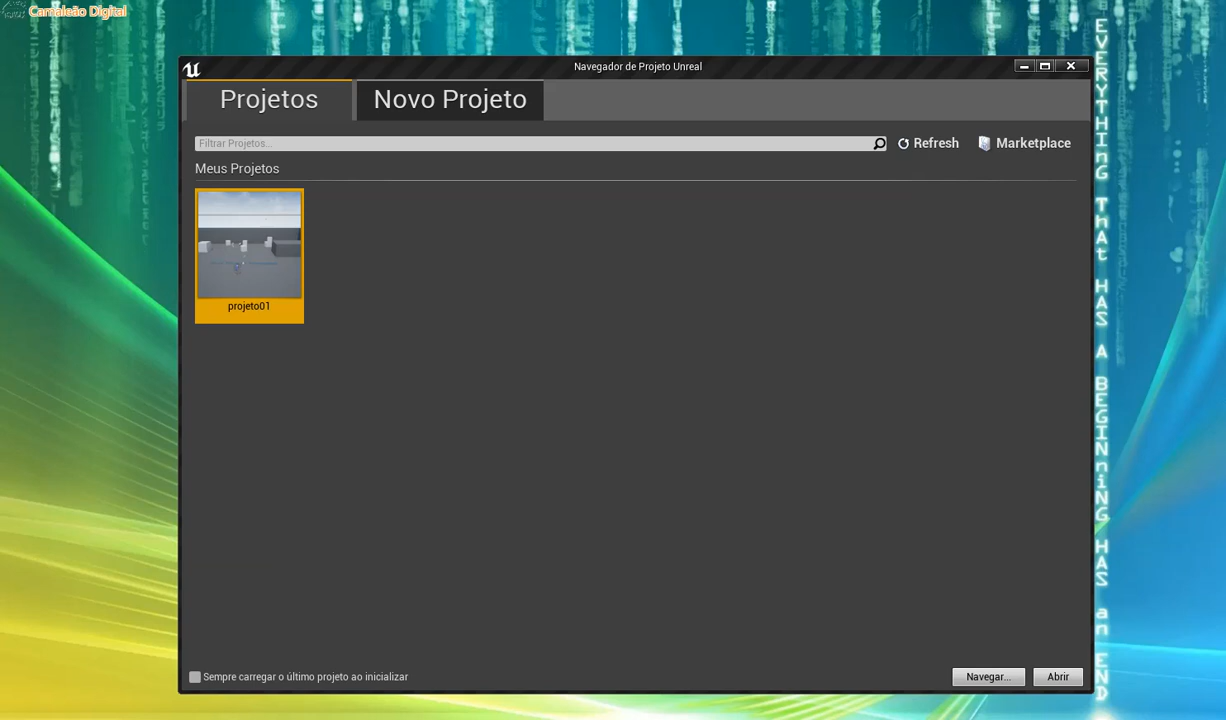 Camaleão Digital
Navegador de Projeto Unreal
Projetos
Novo Projeto
Filtrar Projetos...
Refresh
Marketplace
Meus Projetos
projeto01
Sempre carregar o último projeto ao inicializar
Navegar...
Abrir
EVERYTHInG ThAt HAS A BEGINniNG HAS an END